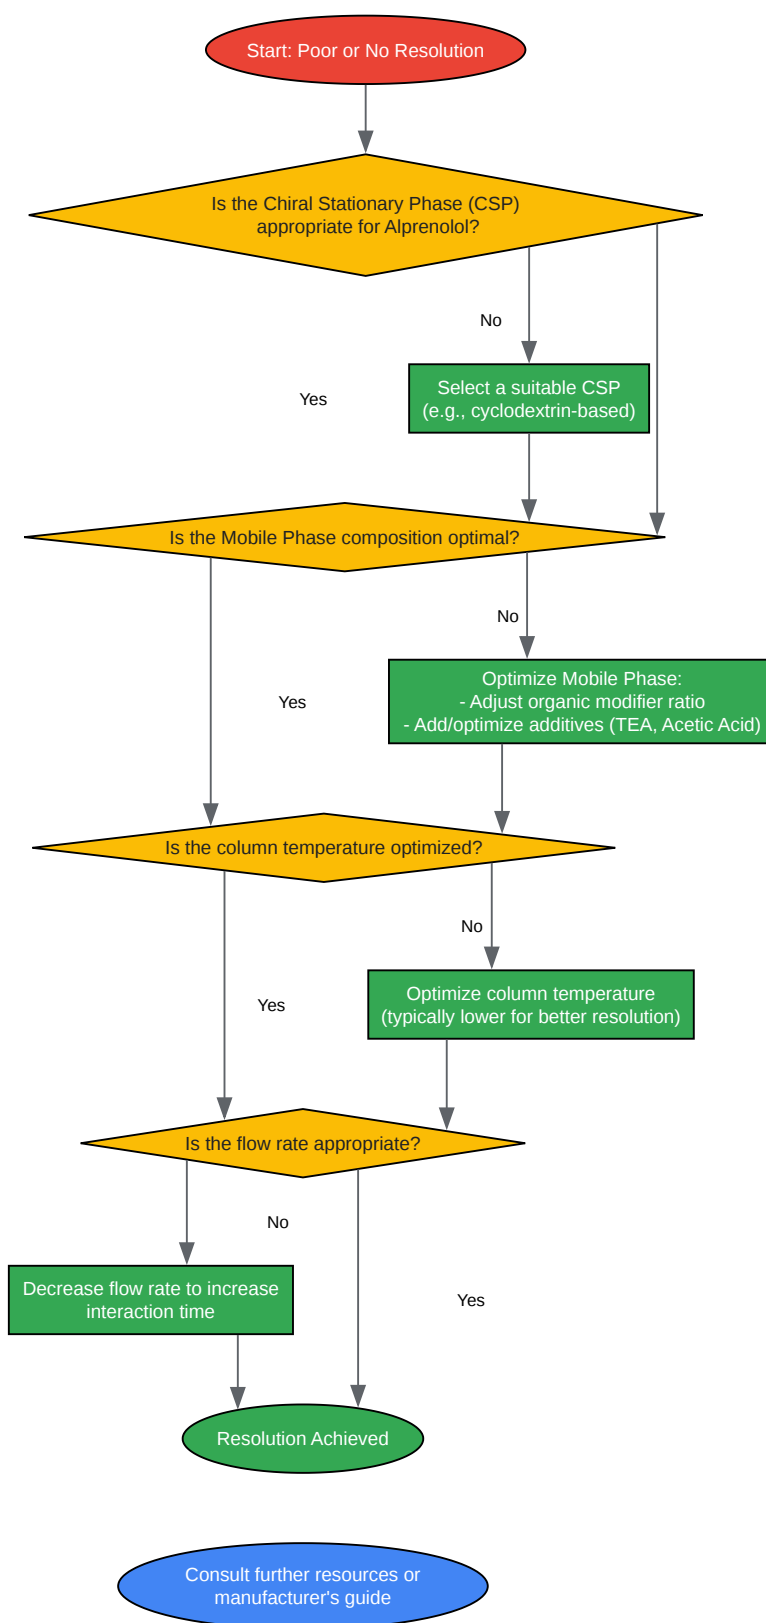 Start: Poor or No Resolution
Is the Chiral Stationary Phase (CSP)
appropriate for Alprenolol?
No
Yes
Select a suitable CSP
(e.g., cyclodextrin-based)
Is the Mobile Phase composition optimal?
No
Yes
Optimize Mobile Phase:
- Adjust organic modifier ratio
- Add/optimize additives (TEA, Acetic Acid)
Is the column temperature optimized?
No
Yes
Optimize column temperature
(typically lower for better resolution)
Is the flow rate appropriate?
No
Yes
Decrease flow rate to increase
interaction time
Resolution Achieved
Consult further resources or
manufacturer's guide